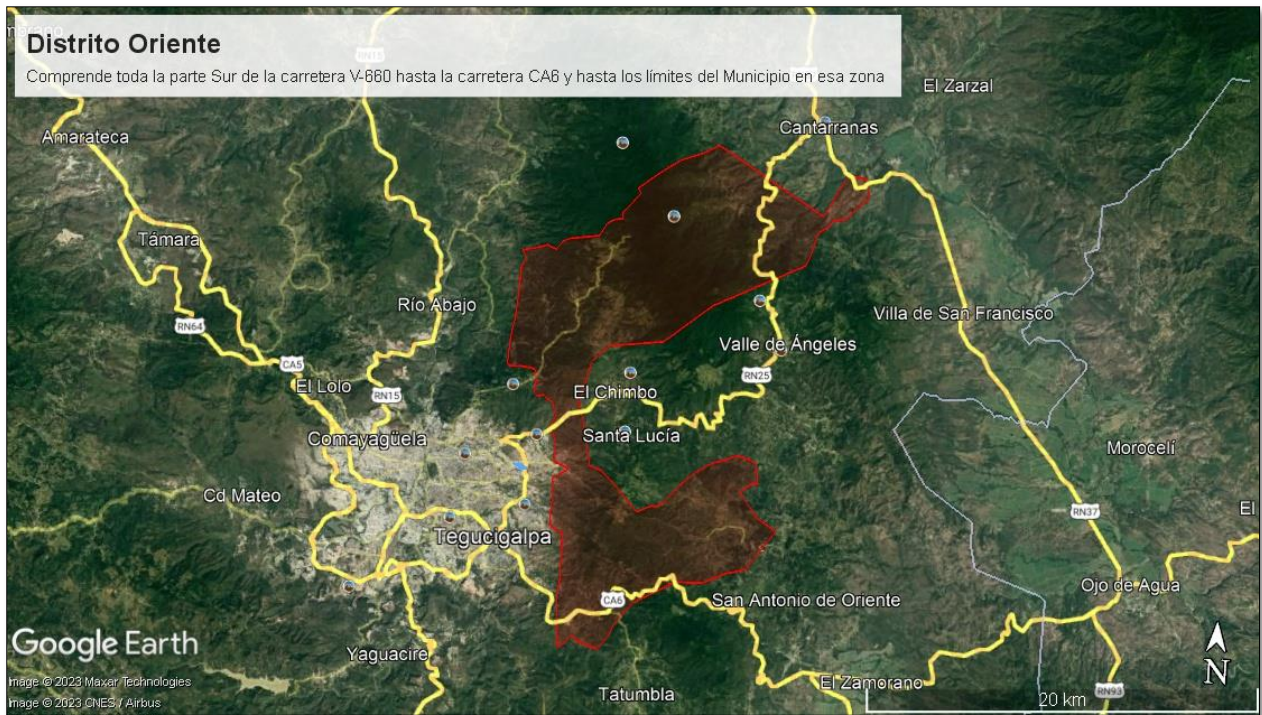 Distrito Oriente
Comprende toda la parte Sur de la carretera V-660 hasta la carretera CA6 y hasta los límites del Municipio en esa zona
RN15
El Zarzal
Cantarranas
Amarateca
Támara
Río Abajo
Villa de San Francisco
RN64
Valle de Ángeles
CA5
RN25
El Lolo
El Chimbo
RN15
Comayagüela
Santa Lucía
Morocelí
Cd Mateo
El
RN37
Tegucigalpa
Ojo de Agua
CA6
San Antonio de Oriente
Google Earth
Yaguacire
N
Image © 2023 Maxar Technologies
El Zamorano
RN93
Tatumbla
20 km
Image © 2023 CNES / Airbus